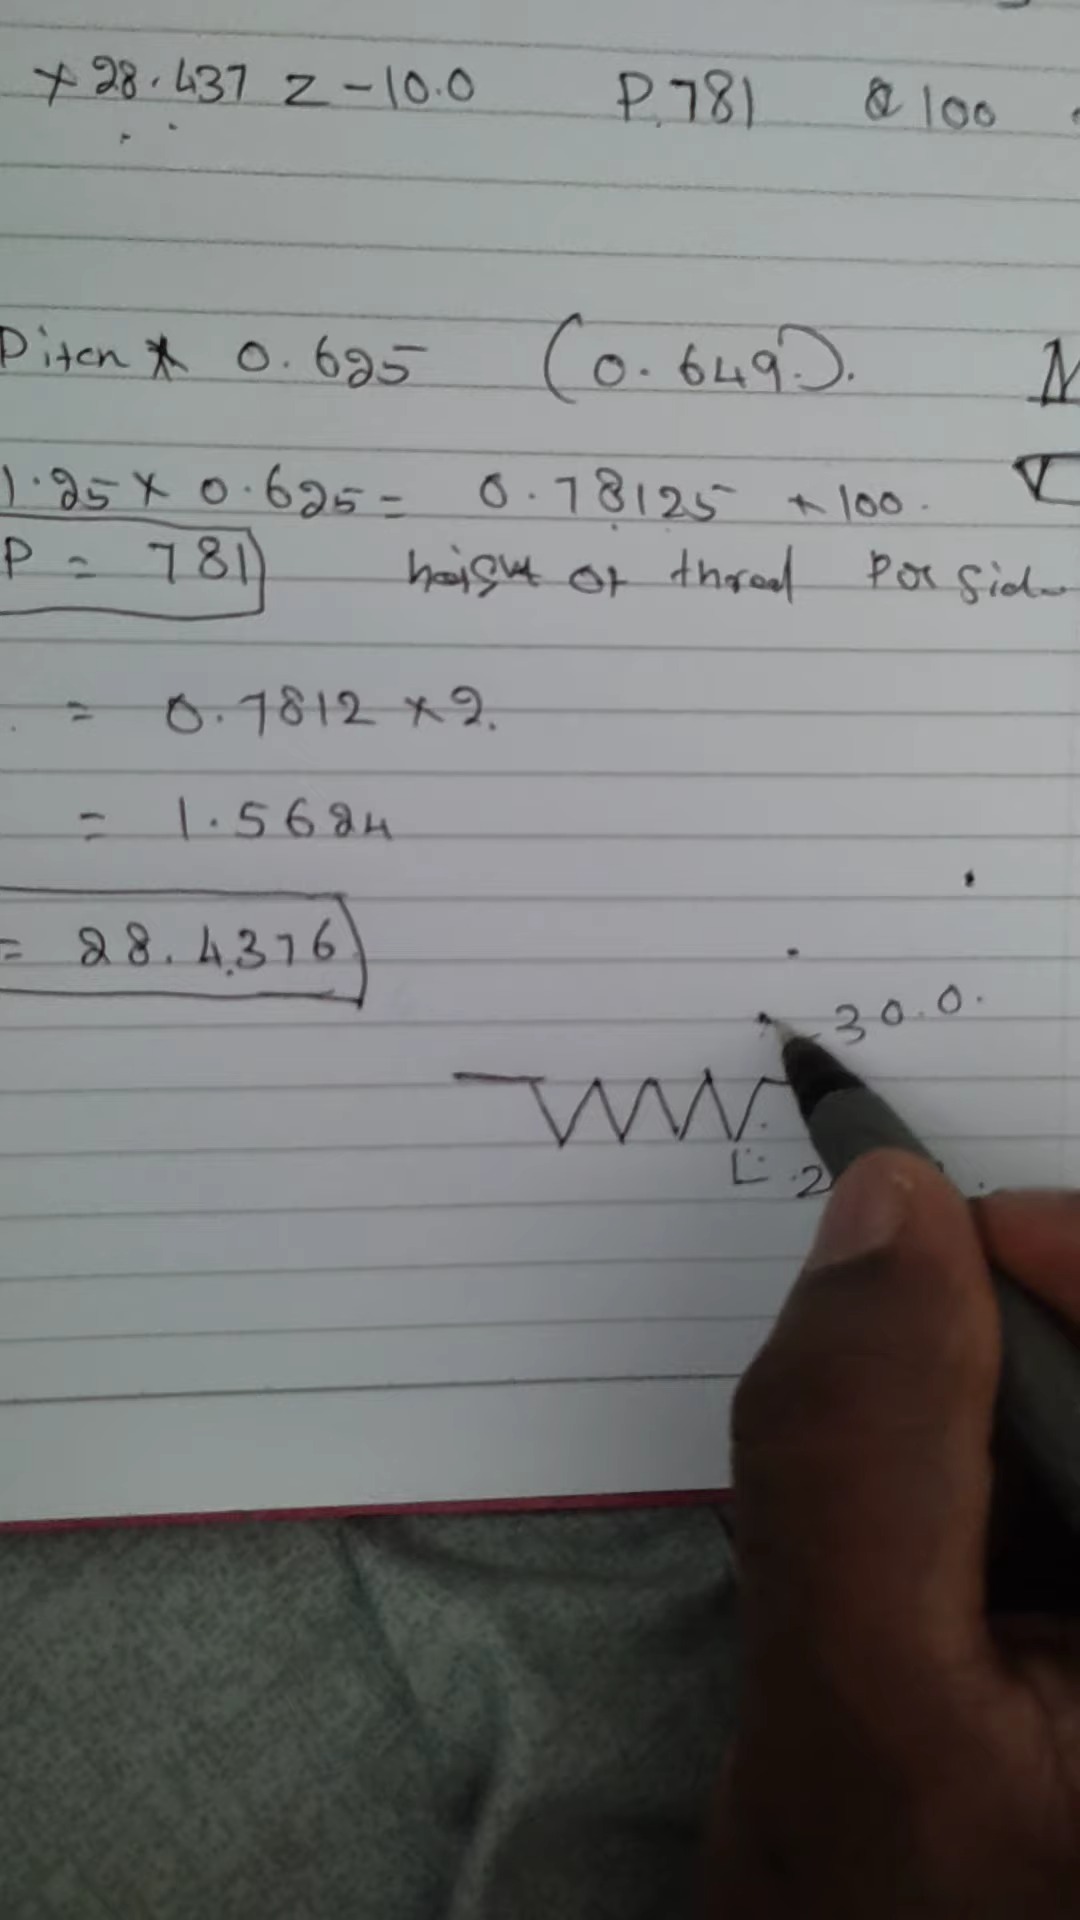 x 28.437 z - 10.0 P.781 Q 100
Pitch * 0.625 (0.649).
1.25 x 0.625 = 0.78125 * 100.
P = 781 height of thread Per side
= 0.7812 x 2.
= 1.5624
= 28.4376
30.0.